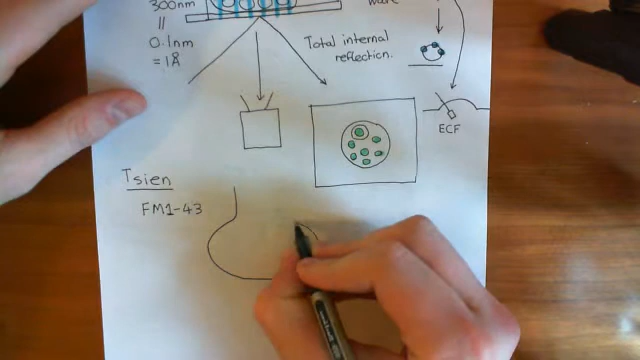 300nm
||
0.1nm
= 1Å
Total internal
reflection.
ECF
Tsien
FM1-43